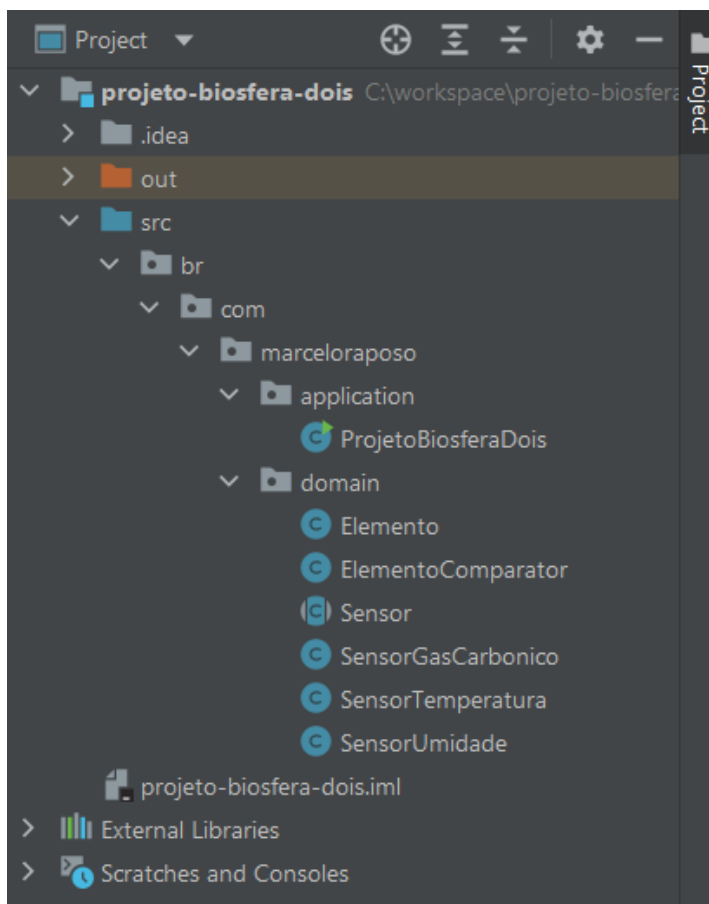 Project
projeto-biosfera-dois C:\workspace\projeto-biosfera
Project
.idea
out
src
br
com
marceloraposo
application
ProjetoBiosferaDois
domain
Elemento
ElementoComparator
Sensor
SensorGasCarbonico
SensorTemperatura
SensorUmidade
projeto-biosfera-dois.iml
External Libraries
Scratches and Consoles